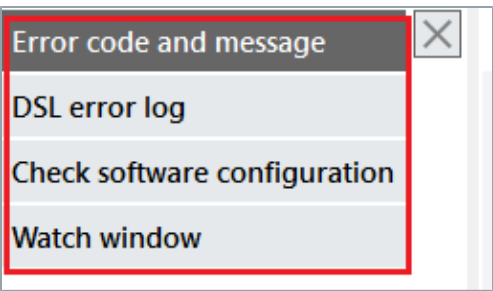 Error code and message
DSL error log
Check software configuration
Watch window